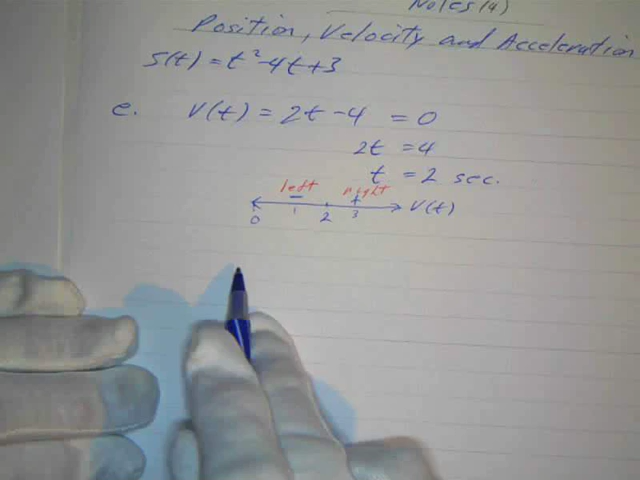 Notes (4)
Position, Velocity and Acceleration
s(t) = t² - 4t + 3
e. v(t) = 2t - 4 = 0
2t = 4
t = 2 sec.
left right
- +
0 1 2 3 v(t)